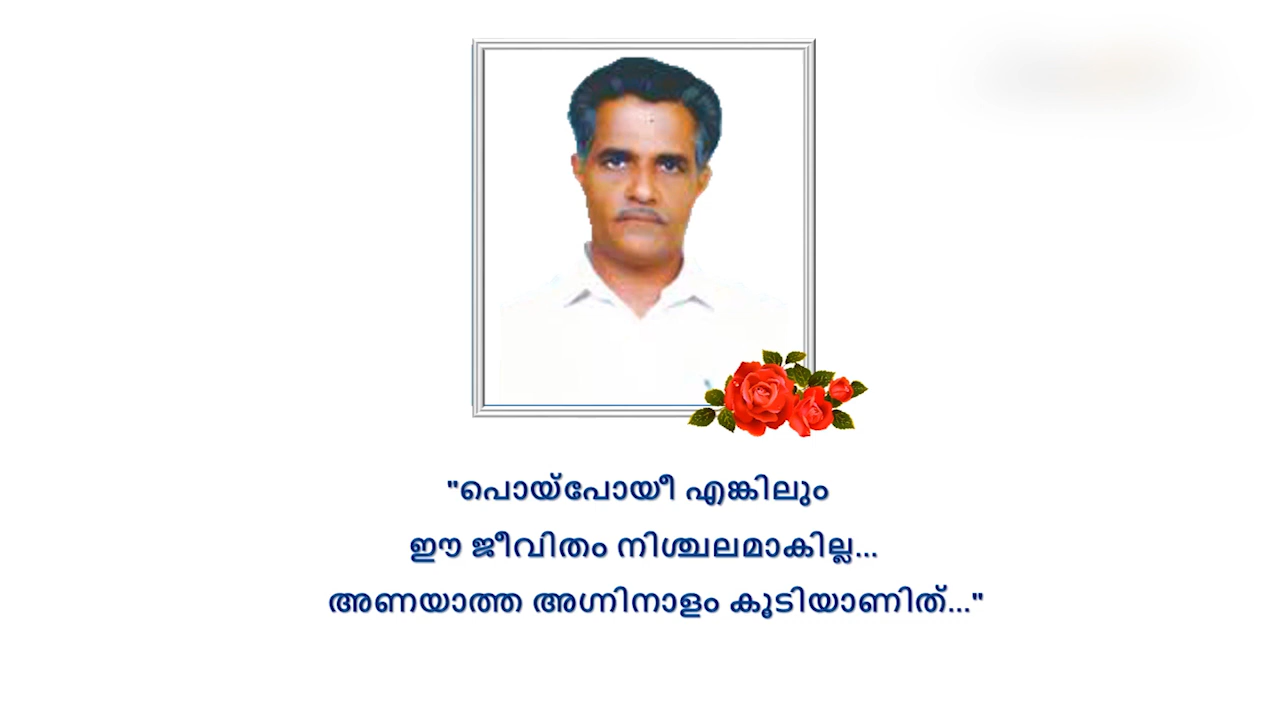 "പൊയ്പോയീ എങ്കിലും
ഈ ജീവിതം നിശ്ചലമാകില്ല...
അണയാത്ത അഗ്നിനാളം കൂടിയാണിത്..."